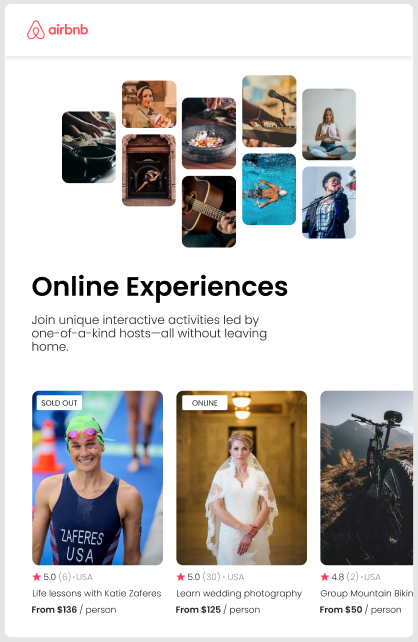 airbnb
Online Experiences
Join unique interactive activities led by
one-of-a-kind hosts—all without leaving
home.
SOLD OUT
ONLINE
ZAFERES
USA
5.0 (6) • USA
5.0 (30) • USA
4.8 (2) • USA
Life lessons with Katie Zaferes
Learn wedding photography
Group Mountain Bikin
From $136 / person
From $125 / person
From $50 / person